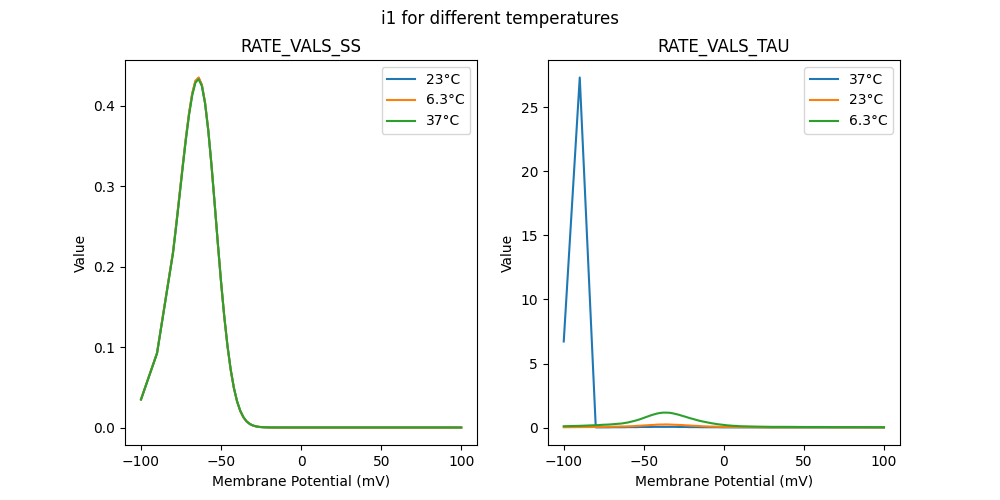 i1 for different temperatures
RATE_VALS_SS
RATE_VALS_TAU
23°C
6.3°C
37°C
37°C
23°C
6.3°C
Value
0.4
0.3
0.2
0.1
0.0
−100
−50
0
50
100
Membrane Potential (mV)
Value
25
20
15
10
5
0
−100
−50
0
50
100
Membrane Potential (mV)